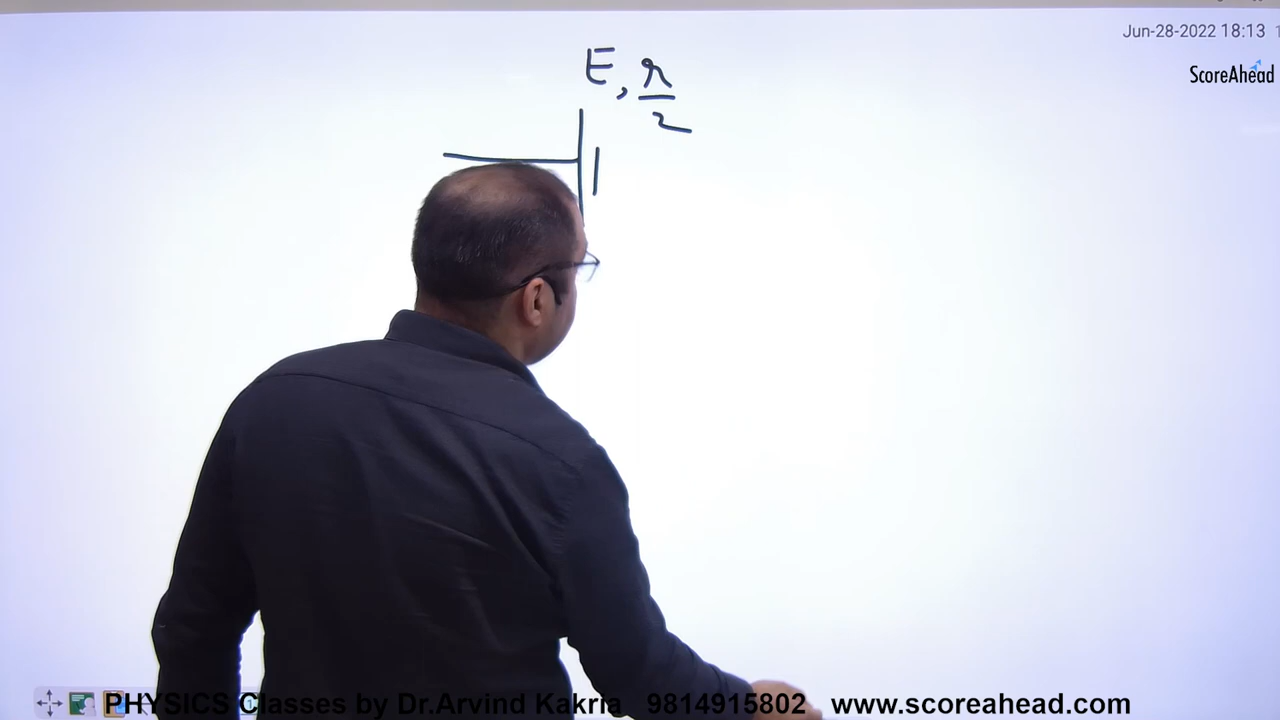 Jun-28-2022 18:13
ScoreAhead
E, r/2
PHYSICS Classes by Dr.Arvind Kakria 9814915802 www.scoreahead.com